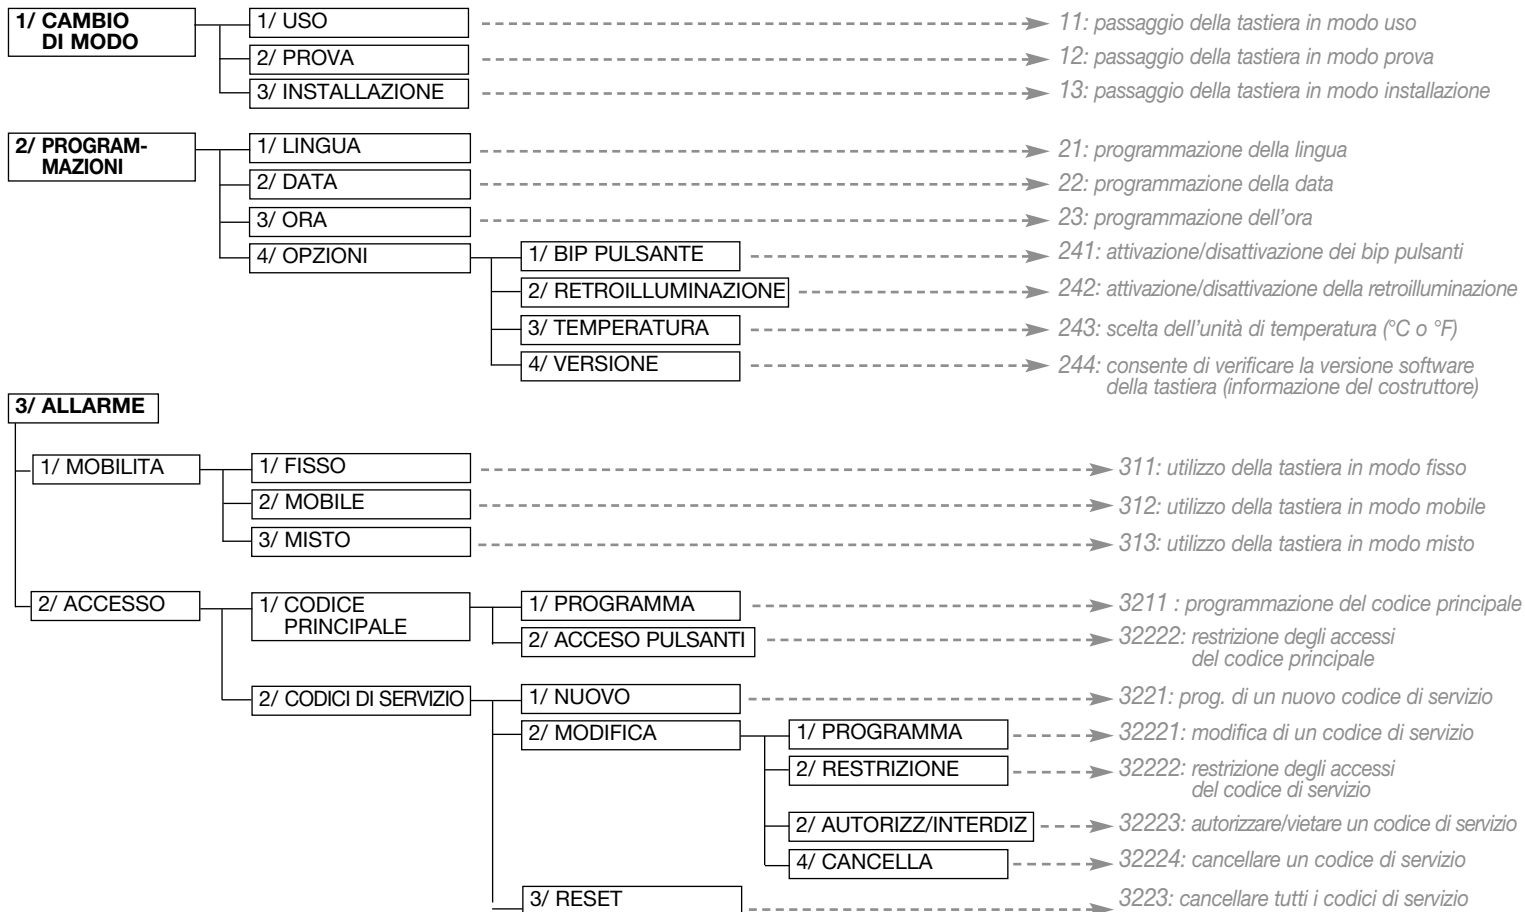 1/ CAMBIO
DI MODO
1/ USO
11: passaggio della tastiera in modo uso
2/ PROVA
12: passaggio della tastiera in modo prova
3/ INSTALLAZIONE
13: passaggio della tastiera in modo installazione
2/ PROGRAM-
MAZIONI
1/ LINGUA
21: programmazione della lingua
2/ DATA
22: programmazione della data
3/ ORA
23: programmazione dell'ora
4/ OPZIONI
1/ BIP PULSANTE
241: attivazione/disattivazione dei bip pulsanti
2/ RETROILLUMINAZIONE
242: attivazione/disattivazione della retroilluminazione
3/ TEMPERATURA
243: scelta dell'unità di temperatura (°C o °F)
4/ VERSIONE
244: consente di verificare la versione software
della tastiera (informazione del costruttore)
3/ ALLARME
1/ MOBILITA
1/ FISSO
311: utilizzo della tastiera in modo fisso
2/ MOBILE
312: utilizzo della tastiera in modo mobile
3/ MISTO
313: utilizzo della tastiera in modo misto
2/ ACCESSO
1/ CODICE
PRINCIPALE
1/ PROGRAMMA
3211 : programmazione del codice principale
2/ ACCESO PULSANTI
32222: restrizione degli accessi
del codice principale
2/ CODICI DI SERVIZIO
1/ NUOVO
3221: prog. di un nuovo codice di servizio
2/ MODIFICA
1/ PROGRAMMA
32221: modifica di un codice di servizio
2/ RESTRIZIONE
32222: restrizione degli accessi
del codice di servizio
2/ AUTORIZZ/INTERDIZ
32223: autorizzare/vietare un codice di servizio
4/ CANCELLA
32224: cancellare un codice di servizio
3/ RESET
3223: cancellare tutti i codici di servizio